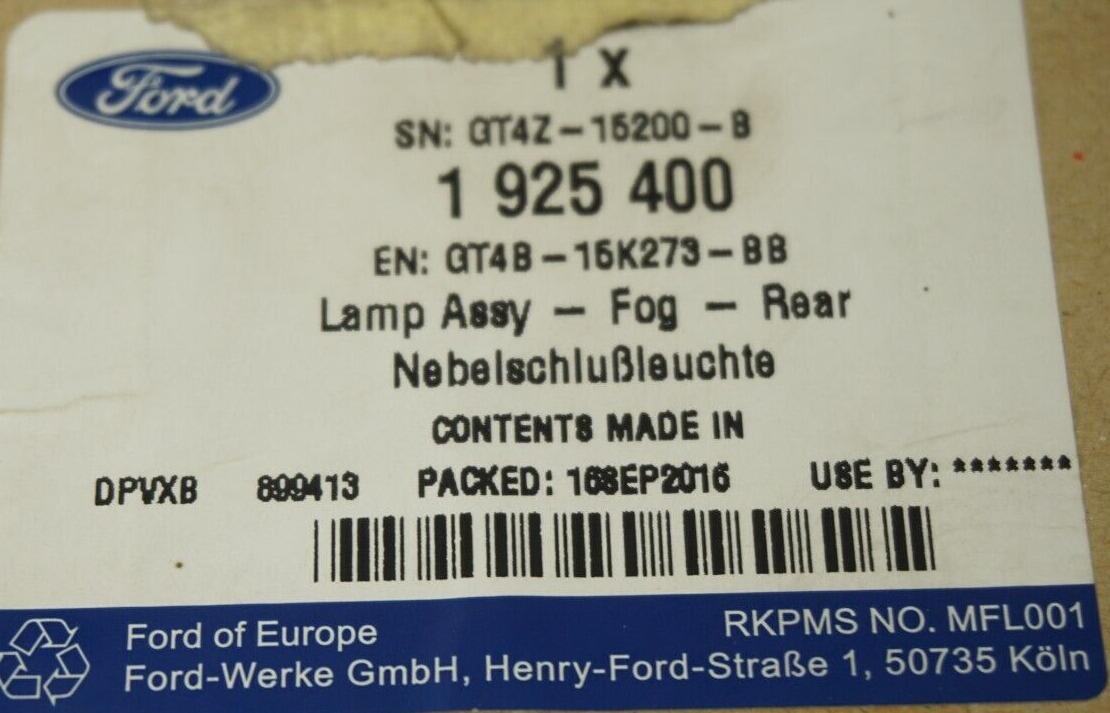 Ford
1 X
SN: GT4Z-15200-B
1 925 400
EN: GT4B-15K273-BB
Lamp Assy - Fog - Rear
Nebelschlußleuchte
CONTENTS MADE IN
DPVXB 899413 PACKED: 16SEP2016 USE BY: *******
Ford of Europe RKPMS NO. MFL001
Ford-Werke GmbH, Henry-Ford-Straße 1, 50735 Köln